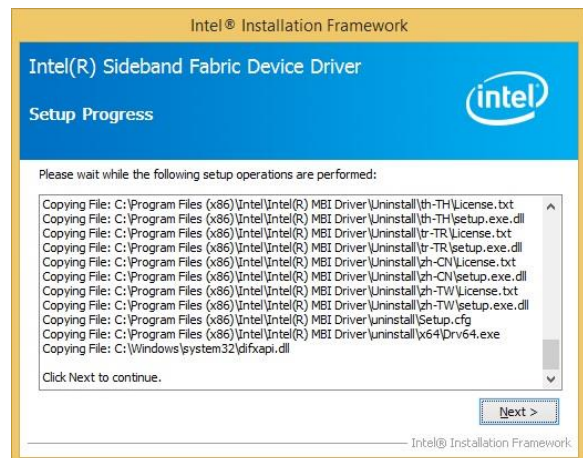 Intel® Installation Framework
Intel(R) Sideband Fabric Device Driver
intel
Setup Progress
Please wait while the following setup operations are performed:
Copying File: C:\Program Files (x86)\Intel\Intel(R) MBI Driver\Uninstall\th-TH\License.txt
Copying File: C:\Program Files (x86)\Intel\Intel(R) MBI Driver\Uninstall\th-TH\setup.exe.dll
Copying File: C:\Program Files (x86)\Intel\Intel(R) MBI Driver\Uninstall\tr-TR\License.txt
Copying File: C:\Program Files (x86)\Intel\Intel(R) MBI Driver\Uninstall\tr-TR\setup.exe.dll
Copying File: C:\Program Files (x86)\Intel\Intel(R) MBI Driver\Uninstall\zh-CN\License.txt
Copying File: C:\Program Files (x86)\Intel\Intel(R) MBI Driver\Uninstall\zh-CN\setup.exe.dll
Copying File: C:\Program Files (x86)\Intel\Intel(R) MBI Driver\Uninstall\zh-TW\License.txt
Copying File: C:\Program Files (x86)\Intel\Intel(R) MBI Driver\Uninstall\zh-TW\setup.exe.dll
Copying File: C:\Program Files (x86)\Intel\Intel(R) MBI Driver\uninstall\Setup.cfg
Copying File: C:\Program Files (x86)\Intel\Intel(R) MBI Driver\uninstall\x64\Drv64.exe
Copying File: C:\Windows\system32\difxapi.dll
Click Next to continue.
Next >
Intel® Installation Framework